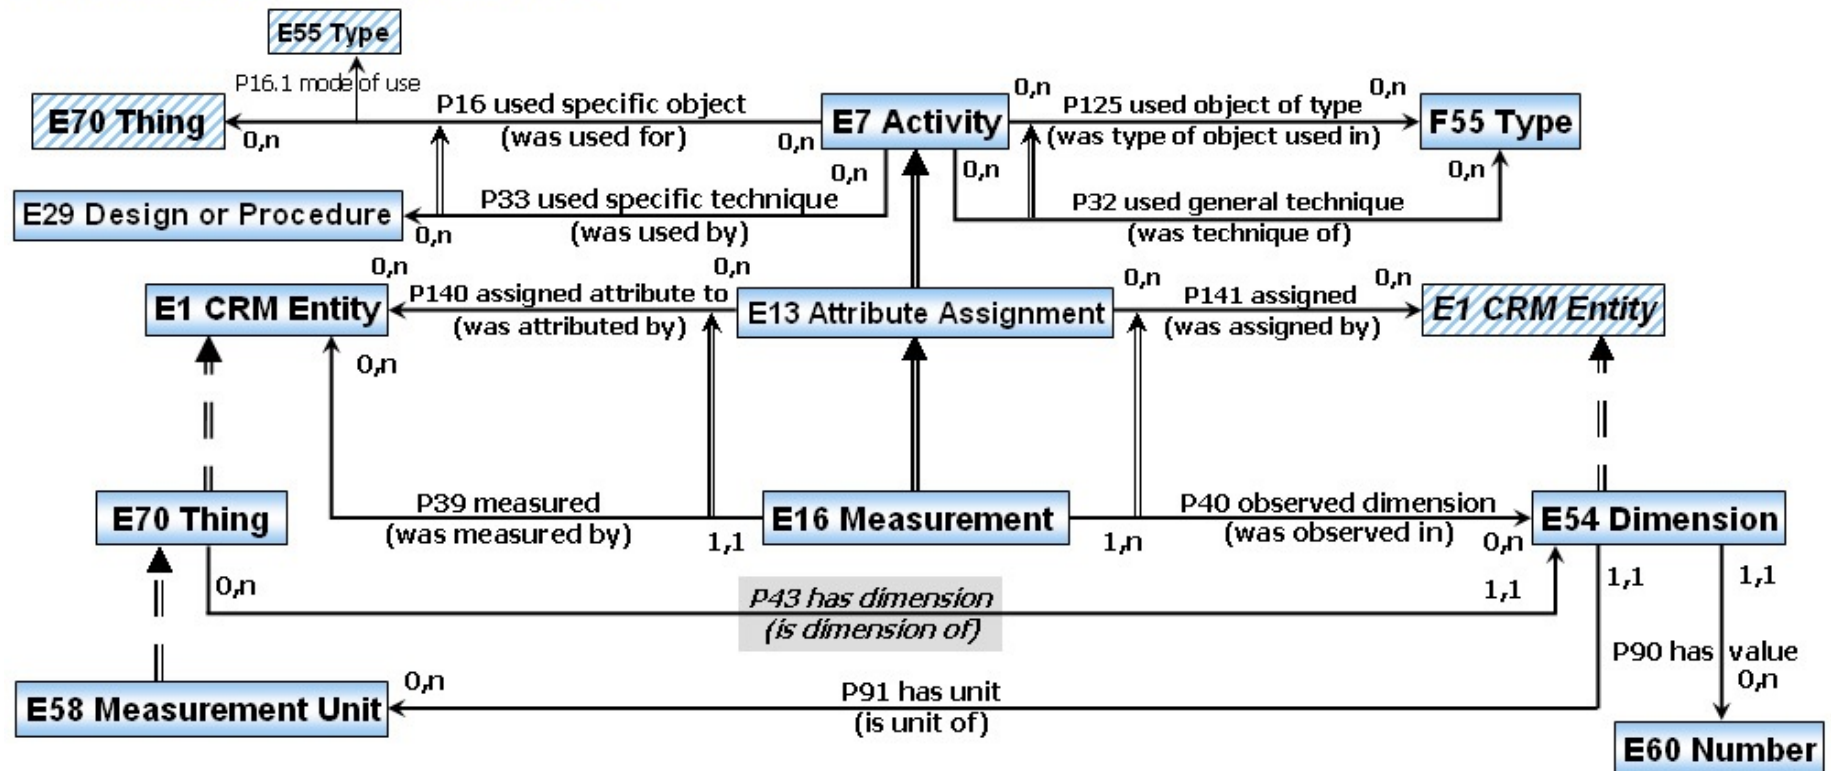 E55 Type
P16.1 mode of use
E70 Thing
0,n
P16 used specific object
(was used for)
0,n
E7 Activity
0,n
P125 used object of type
(was type of object used in)
0,n
F55 Type
E29 Design or Procedure
0,n
P33 used specific technique
(was used by)
0,n
0,n
P32 used general technique
(was technique of)
0,n
E1 CRM Entity
0,n
P140 assigned attribute to
(was attributed by)
0,n
E13 Attribute Assignment
0,n
P141 assigned
(was assigned by)
0,n
E1 CRM Entity
0,n
E70 Thing
P39 measured
(was measured by)
1,1
E16 Measurement
1,n
P40 observed dimension
(was observed in)
0,n
E54 Dimension
0,n
P43 has dimension
(is dimension of)
1,1
1,1
1,1
P90 has value
0,n
E58 Measurement Unit
0,n
P91 has unit
(is unit of)
E60 Number